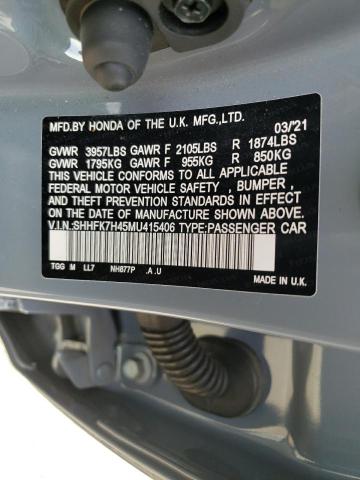 MFD.BY HONDA OF THE U.K. MFG.,LTD.
03/'21
GVWR 3957LBS GAWR F 2105LBS R 1874LBS
GVWR 1795KG GAWR F 955KG R 850KG
THIS VEHICLE CONFORMS TO ALL APPLICABLE
FEDERAL MOTOR VEHICLE SAFETY , BUMPER ,
AND THEFT PREVENTION STANDARDS IN EFFECT
ON THE DATE OF MANUFACTURE SHOWN ABOVE.
V.I.N.:SHHFK7H45MU415406 TYPE:PASSENGER CAR
TGG M LL7 NH877P .A .U
MADE IN U.K.